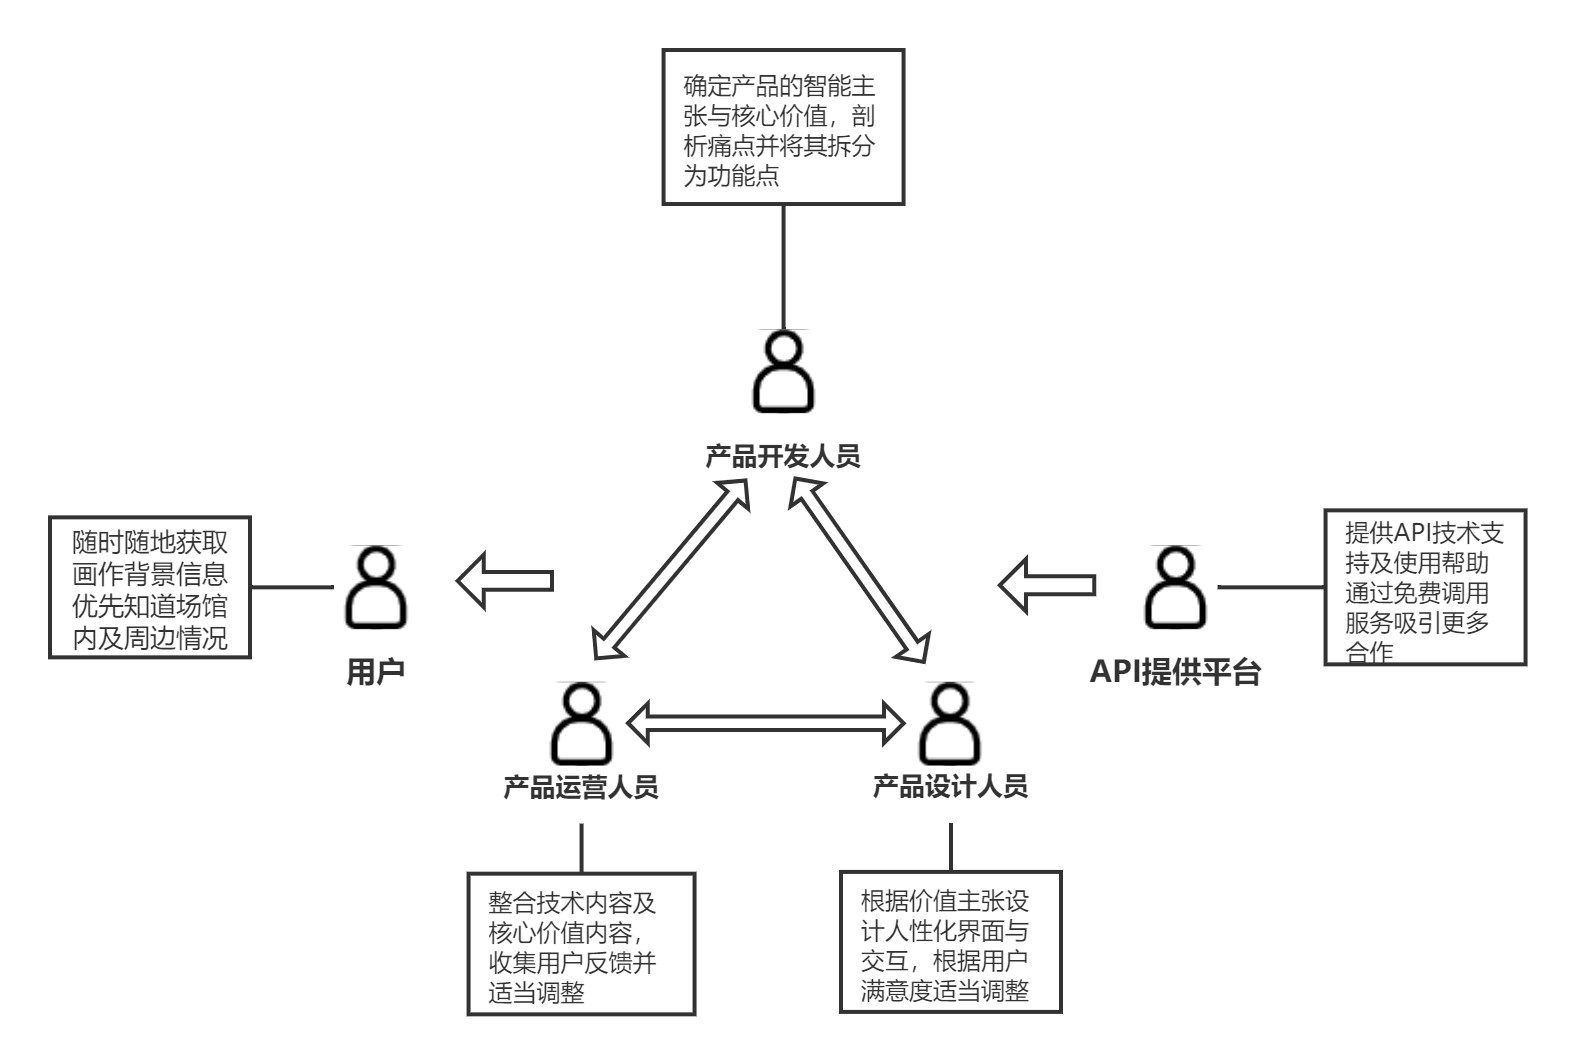 确定产品的智能主
张与核心价值，剖
析痛点并将其拆分
为功能点
产品开发人员
随时随地获取
画作背景信息
优先知道场馆
内及周边情况
用户
提供API技术支
持及使用帮助
通过免费调用
服务吸引更多
合作
API提供平台
产品运营人员
产品设计人员
整合技术内容及
核心价值内容，
收集用户反馈并
适当调整
根据价值主张设
计人性化界面与
交互，根据用户
满意度适当调整